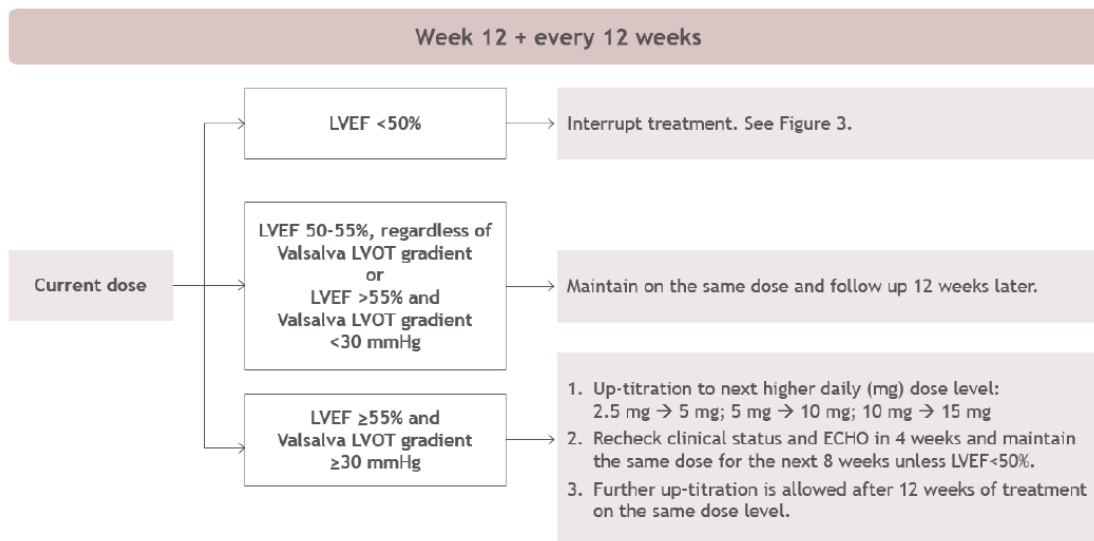 Week 12 + every 12 weeks
LVEF <50%
Interrupt treatment. See Figure 3.
Current dose
LVEF 50-55%, regardless of
Valsalva LVOT gradient
or
LVEF >55% and
Valsalva LVOT gradient
<30 mmHg
Maintain on the same dose and follow up 12 weeks later.
LVEF ≥55% and
Valsalva LVOT gradient
≥30 mmHg
1. Up-titration to next higher daily (mg) dose level:
2.5 mg → 5 mg; 5 mg → 10 mg; 10 mg → 15 mg
2. Recheck clinical status and ECHO in 4 weeks and maintain
the same dose for the next 8 weeks unless LVEF<50%.
3. Further up-titration is allowed after 12 weeks of treatment
on the same dose level.